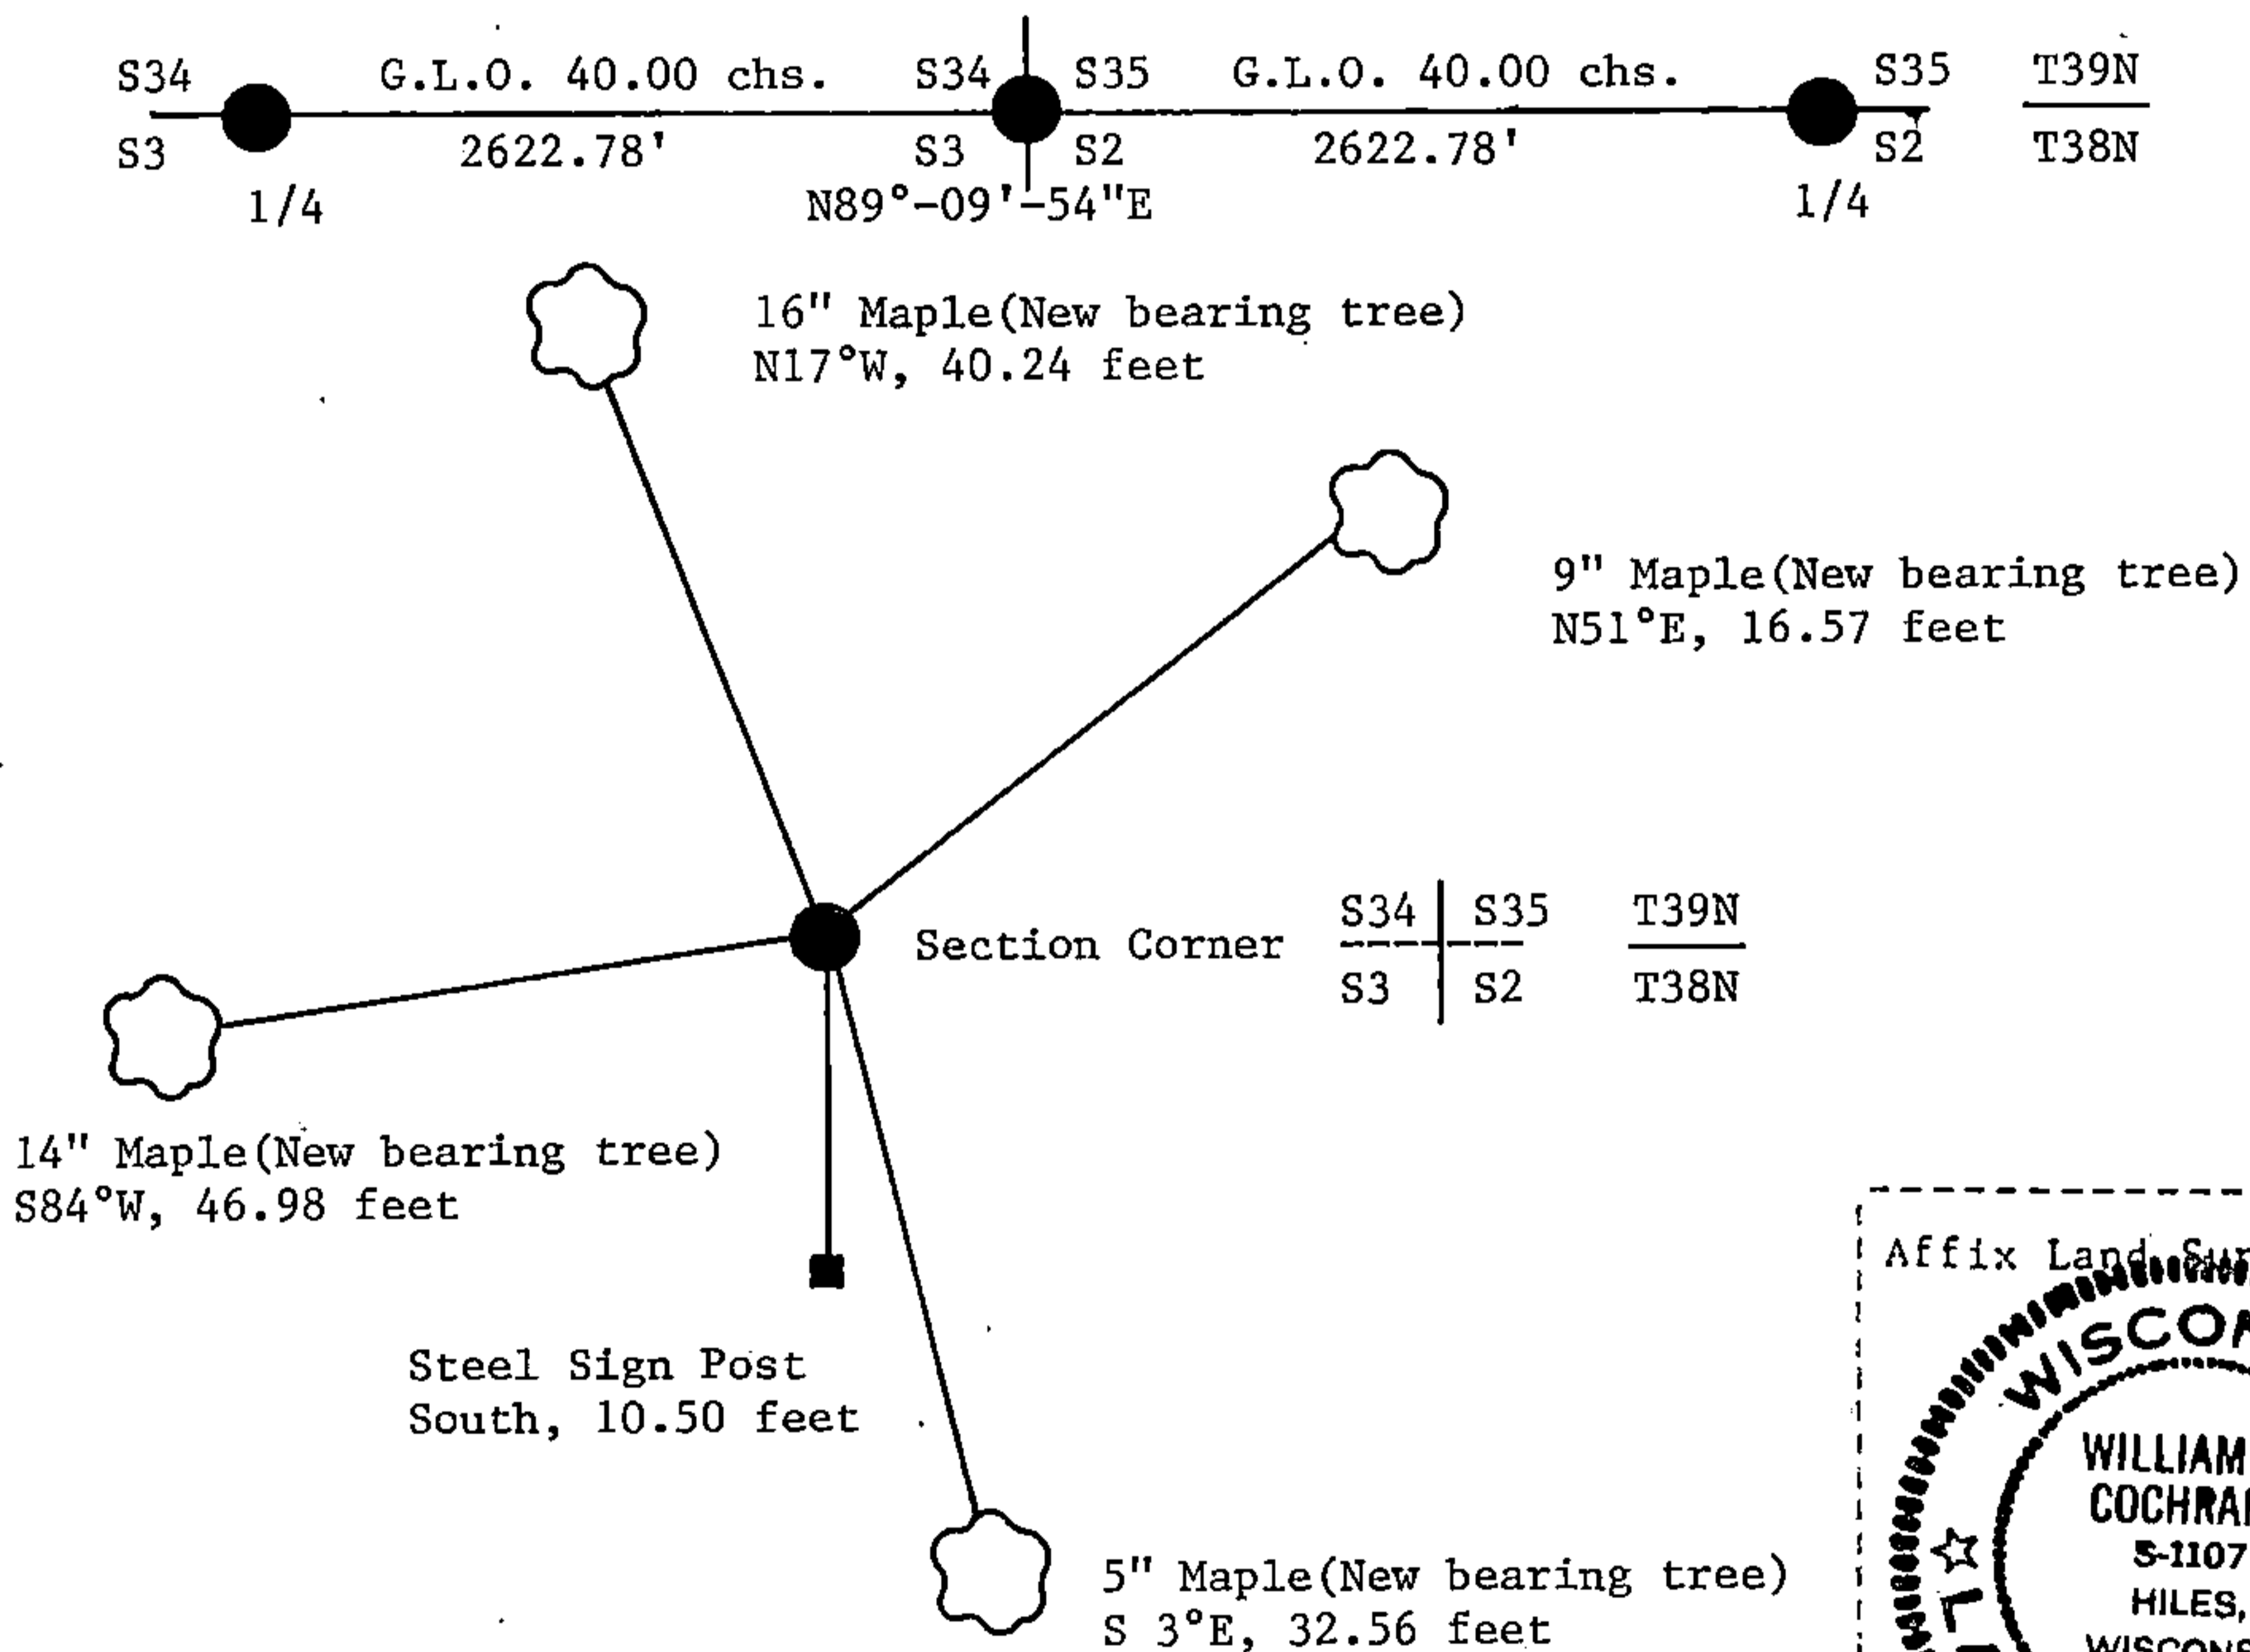 S34 G.L.O. 40.00 chs. S34 S35 G.L.O. 40.00 chs. S35 T39N
S3 2622.78' S3 S2 2622.78' S2 T38N
1/4 N89°-09'-54"E 1/4
16" Maple(New bearing tree)
N17°W, 40.24 feet
9" Maple(New bearing tree)
N51°E, 16.57 feet
S34 S35 T39N
Section Corner
S3 S2 T38N
14" Maple(New bearing tree)
S84°W, 46.98 feet
Steel Sign Post
South, 10.50 feet
5" Maple(New bearing tree)
S 3°E, 32.56 feet
Affix Land
WILLIAM
S-1107
HILES,